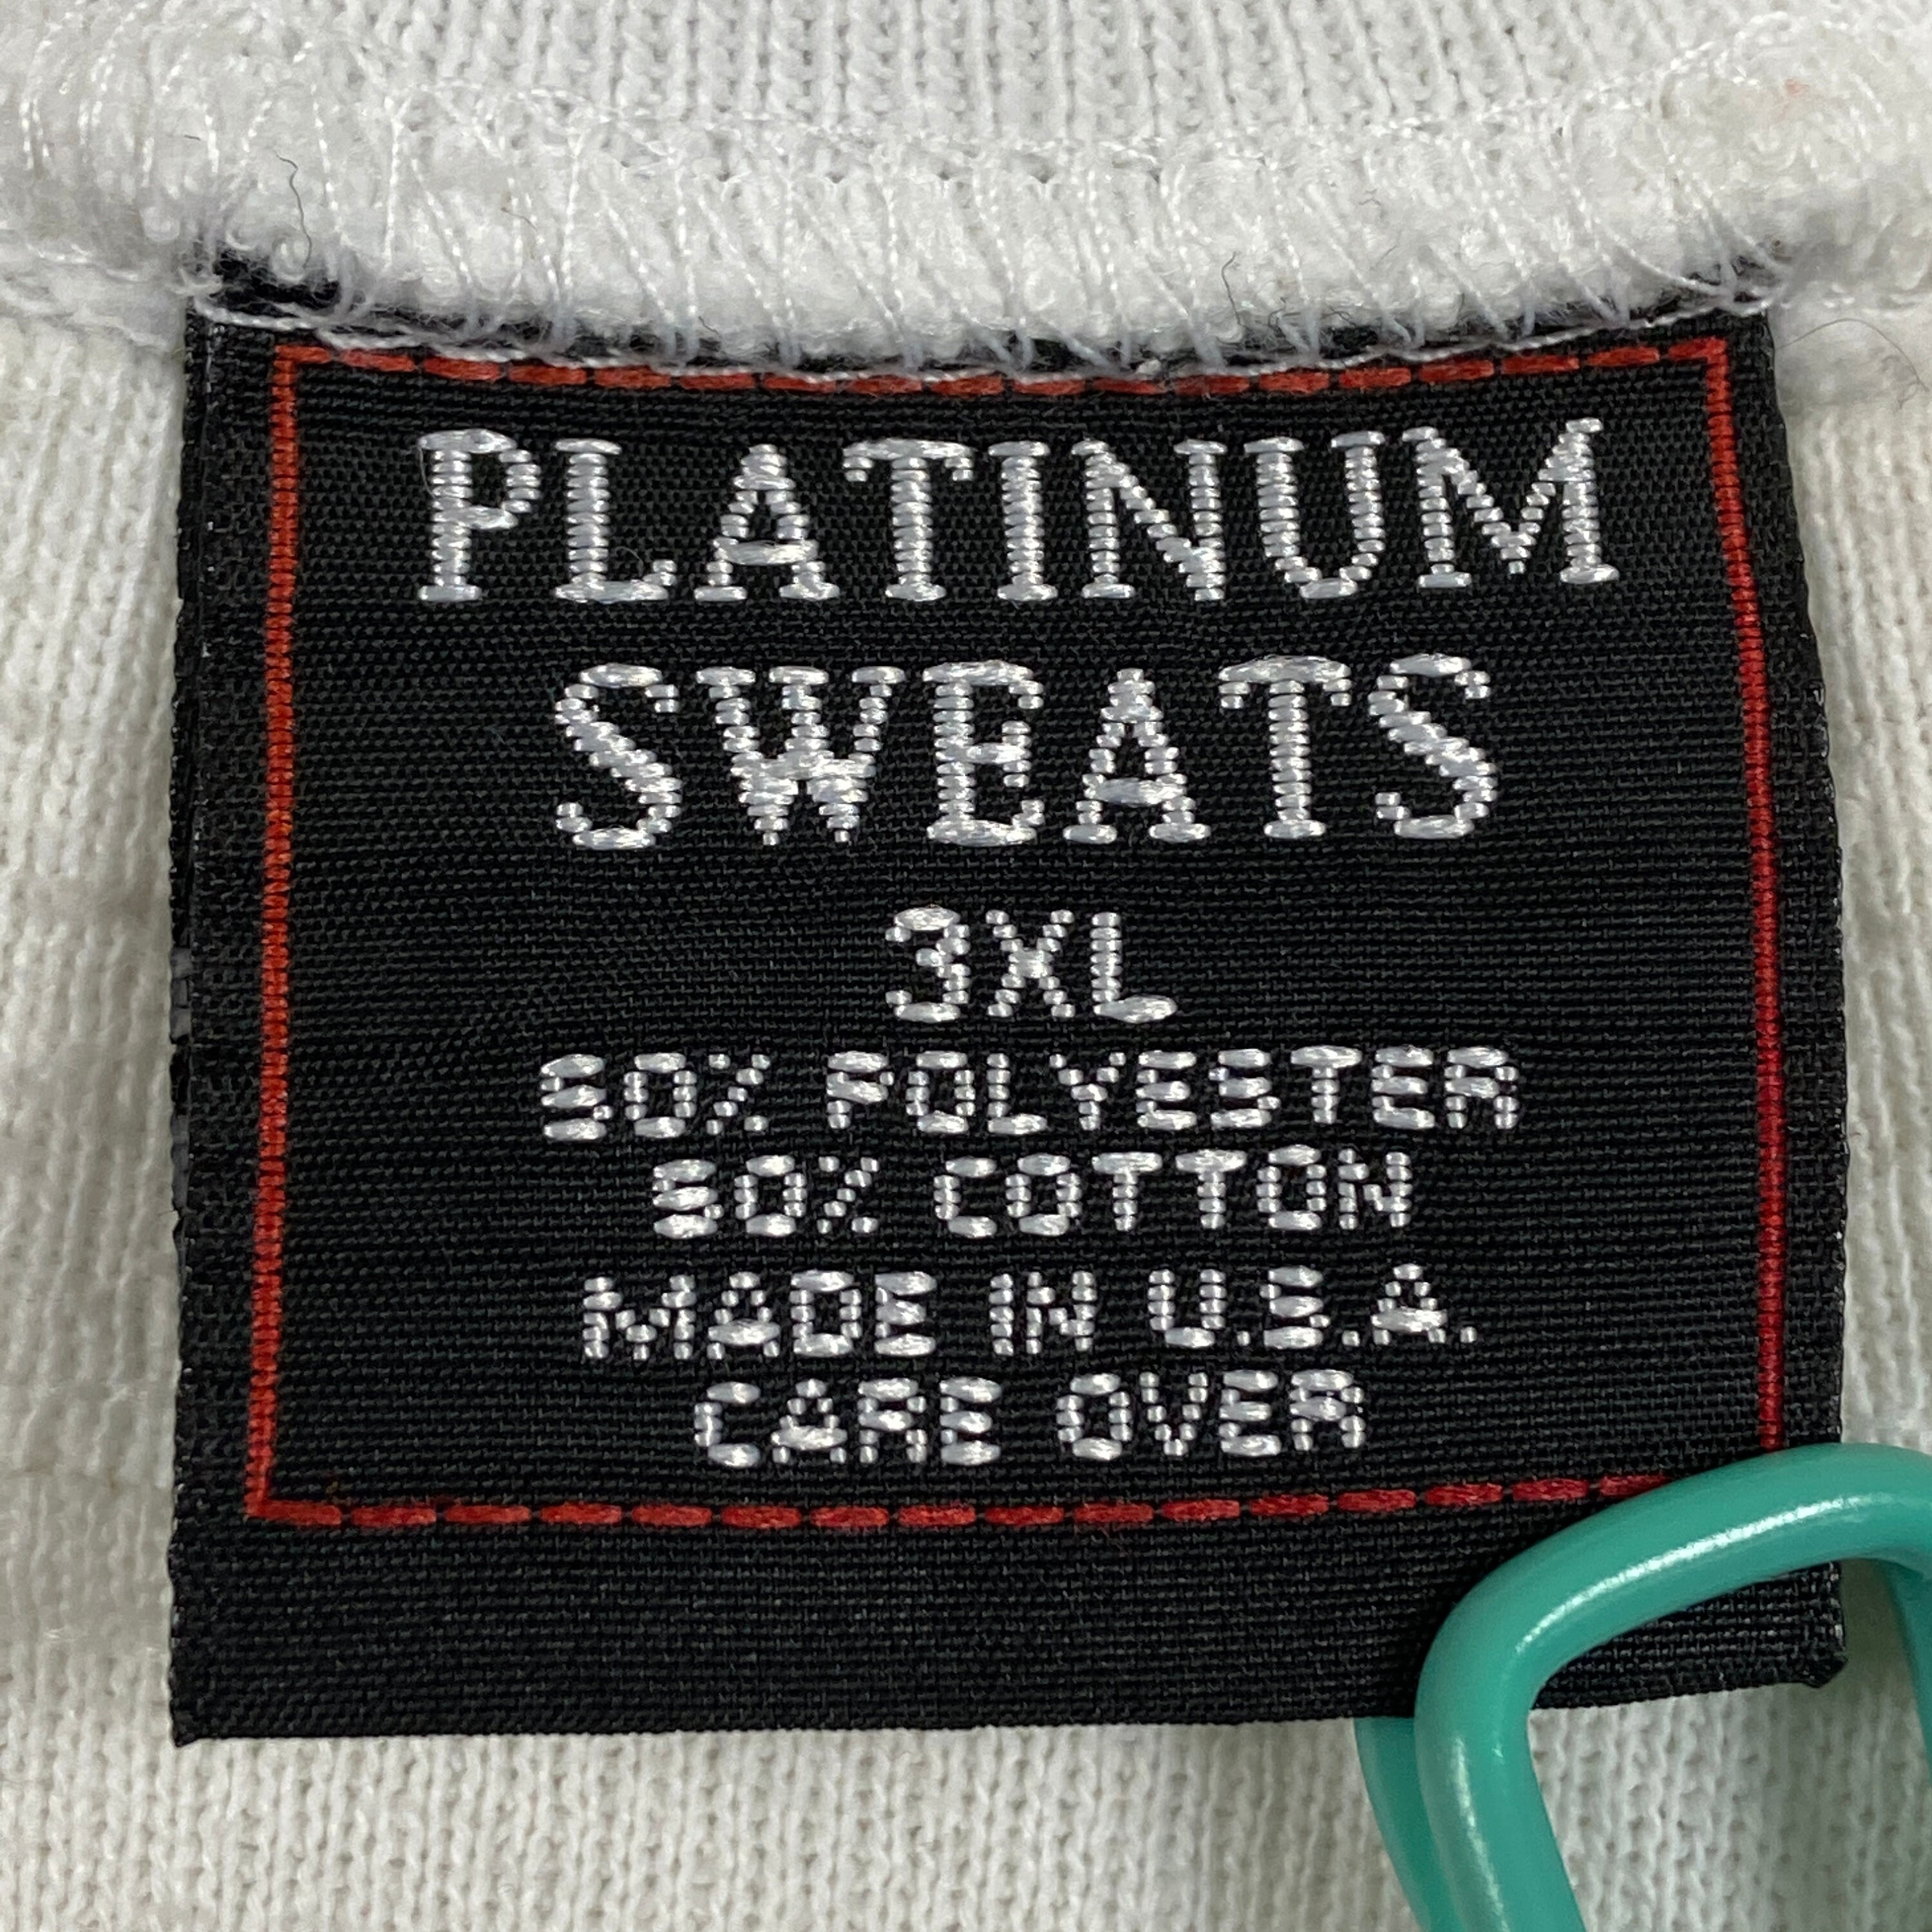 PLATINUM
SWEATS
3XL
50% POLYESTER
50% COTTON
MADE IN U.S.A.
CARE OVER